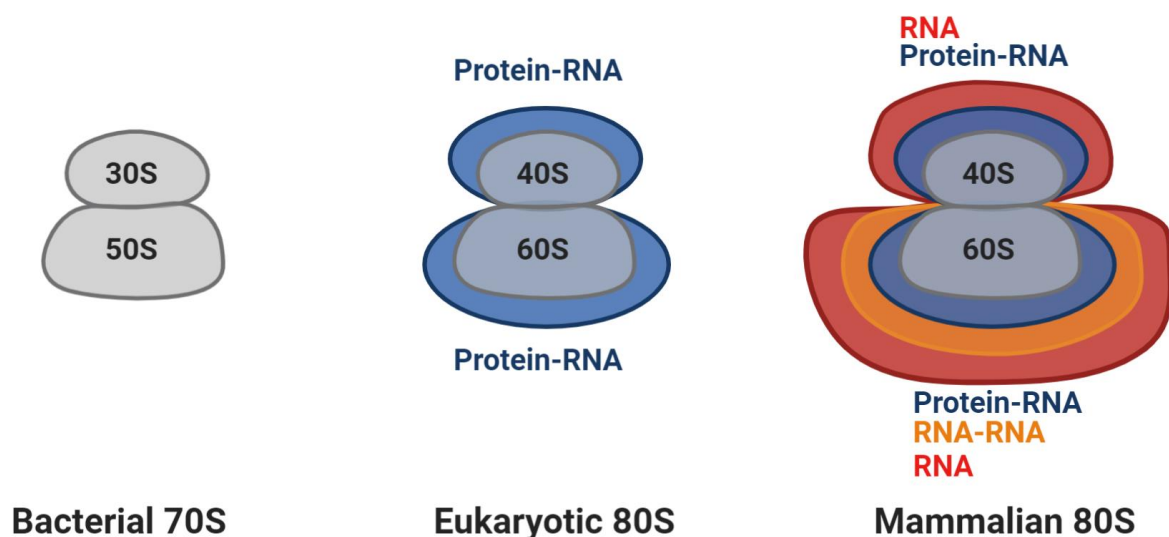 30S
50S
Bacterial 70S
Protein-RNA
40S
60S
Protein-RNA
Eukaryotic 80S
RNA
Protein-RNA
40S
60S
Protein-RNA
RNA-RNA
RNA
Mammalian 80S